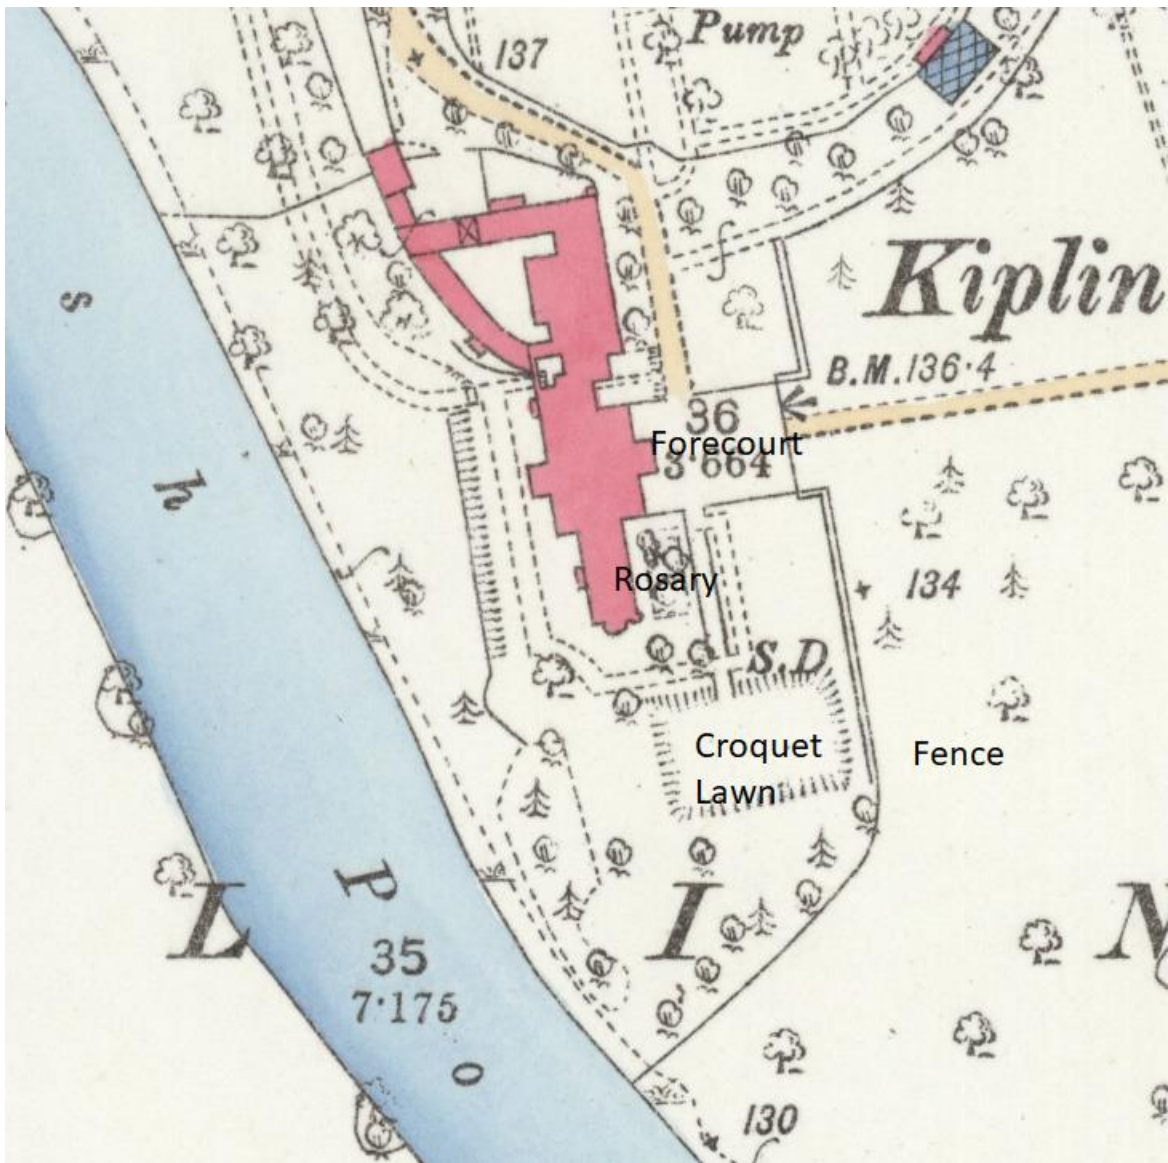 Pump
137
Kiplin
B.M. 136·4
s
36
Forecourt
3·664
h
Rosary
134
S.D
Croquet
Lawn
Fence
P
L
I
N
35
7·175
o
130